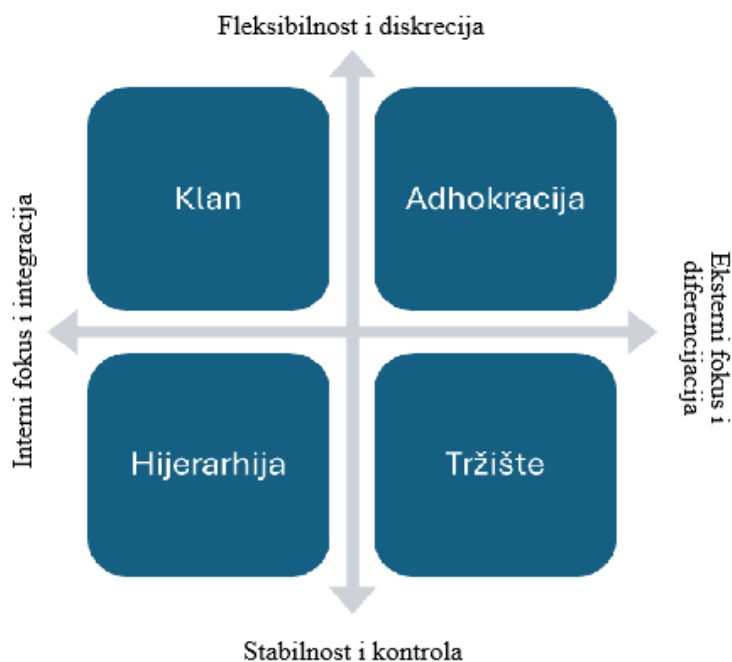 Fleksibilnost i diskrecija
Klan
Adhokracija
Interni fokus i integracija
Eksterni fokus i
diferencijacija
Hijerarhija
Tržište
Stabilnost i kontrola